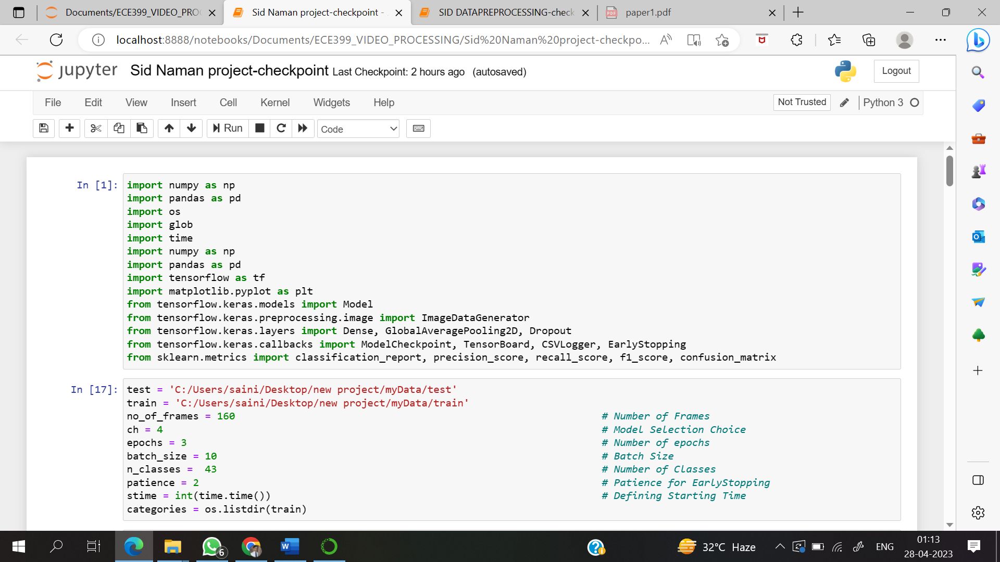 Documents/ECE399_VIDEO_PRO
Sid Naman project-checkpoint -
SID DATAPREPROCESSING-check
paper1.pdf
localhost:8888/notebooks/Documents/ECE399_VIDEO_PROCESSING/Sid%20Naman%20project-checkpo...
jupyter Sid Naman project-checkpoint Last Checkpoint: 2 hours ago (autosaved)
Logout
File Edit View Insert Cell Kernel Widgets Help
Not Trusted
Python 3
Run
Code
In [1]:
import numpy as np
import pandas as pd
import os
import glob
import time
import numpy as np
import pandas as pd
import tensorflow as tf
import matplotlib.pyplot as plt
from tensorflow.keras.models import Model
from tensorflow.keras.preprocessing.image import ImageDataGenerator
from tensorflow.keras.layers import Dense, GlobalAveragePooling2D, Dropout
from tensorflow.keras.callbacks import ModelCheckpoint, TensorBoard, CSVLogger, EarlyStopping
from sklearn.metrics import classification_report, precision_score, recall_score, f1_score, confusion_matrix
In [17]:
test = 'C:/Users/saini/Desktop/new project/myData/test'
train = 'C:/Users/saini/Desktop/new project/myData/train'
no_of_frames = 160 # Number of Frames
ch = 4 # Model Selection Choice
epochs = 3 # Number of epochs
batch_size = 10 # Batch Size
n_classes = 43 # Number of Classes
patience = 2 # Patience for EarlyStopping
stime = int(time.time()) # Defining Starting Time
categories = os.listdir(train)
6
32°C Haze
ENG
01:13
28-04-2023